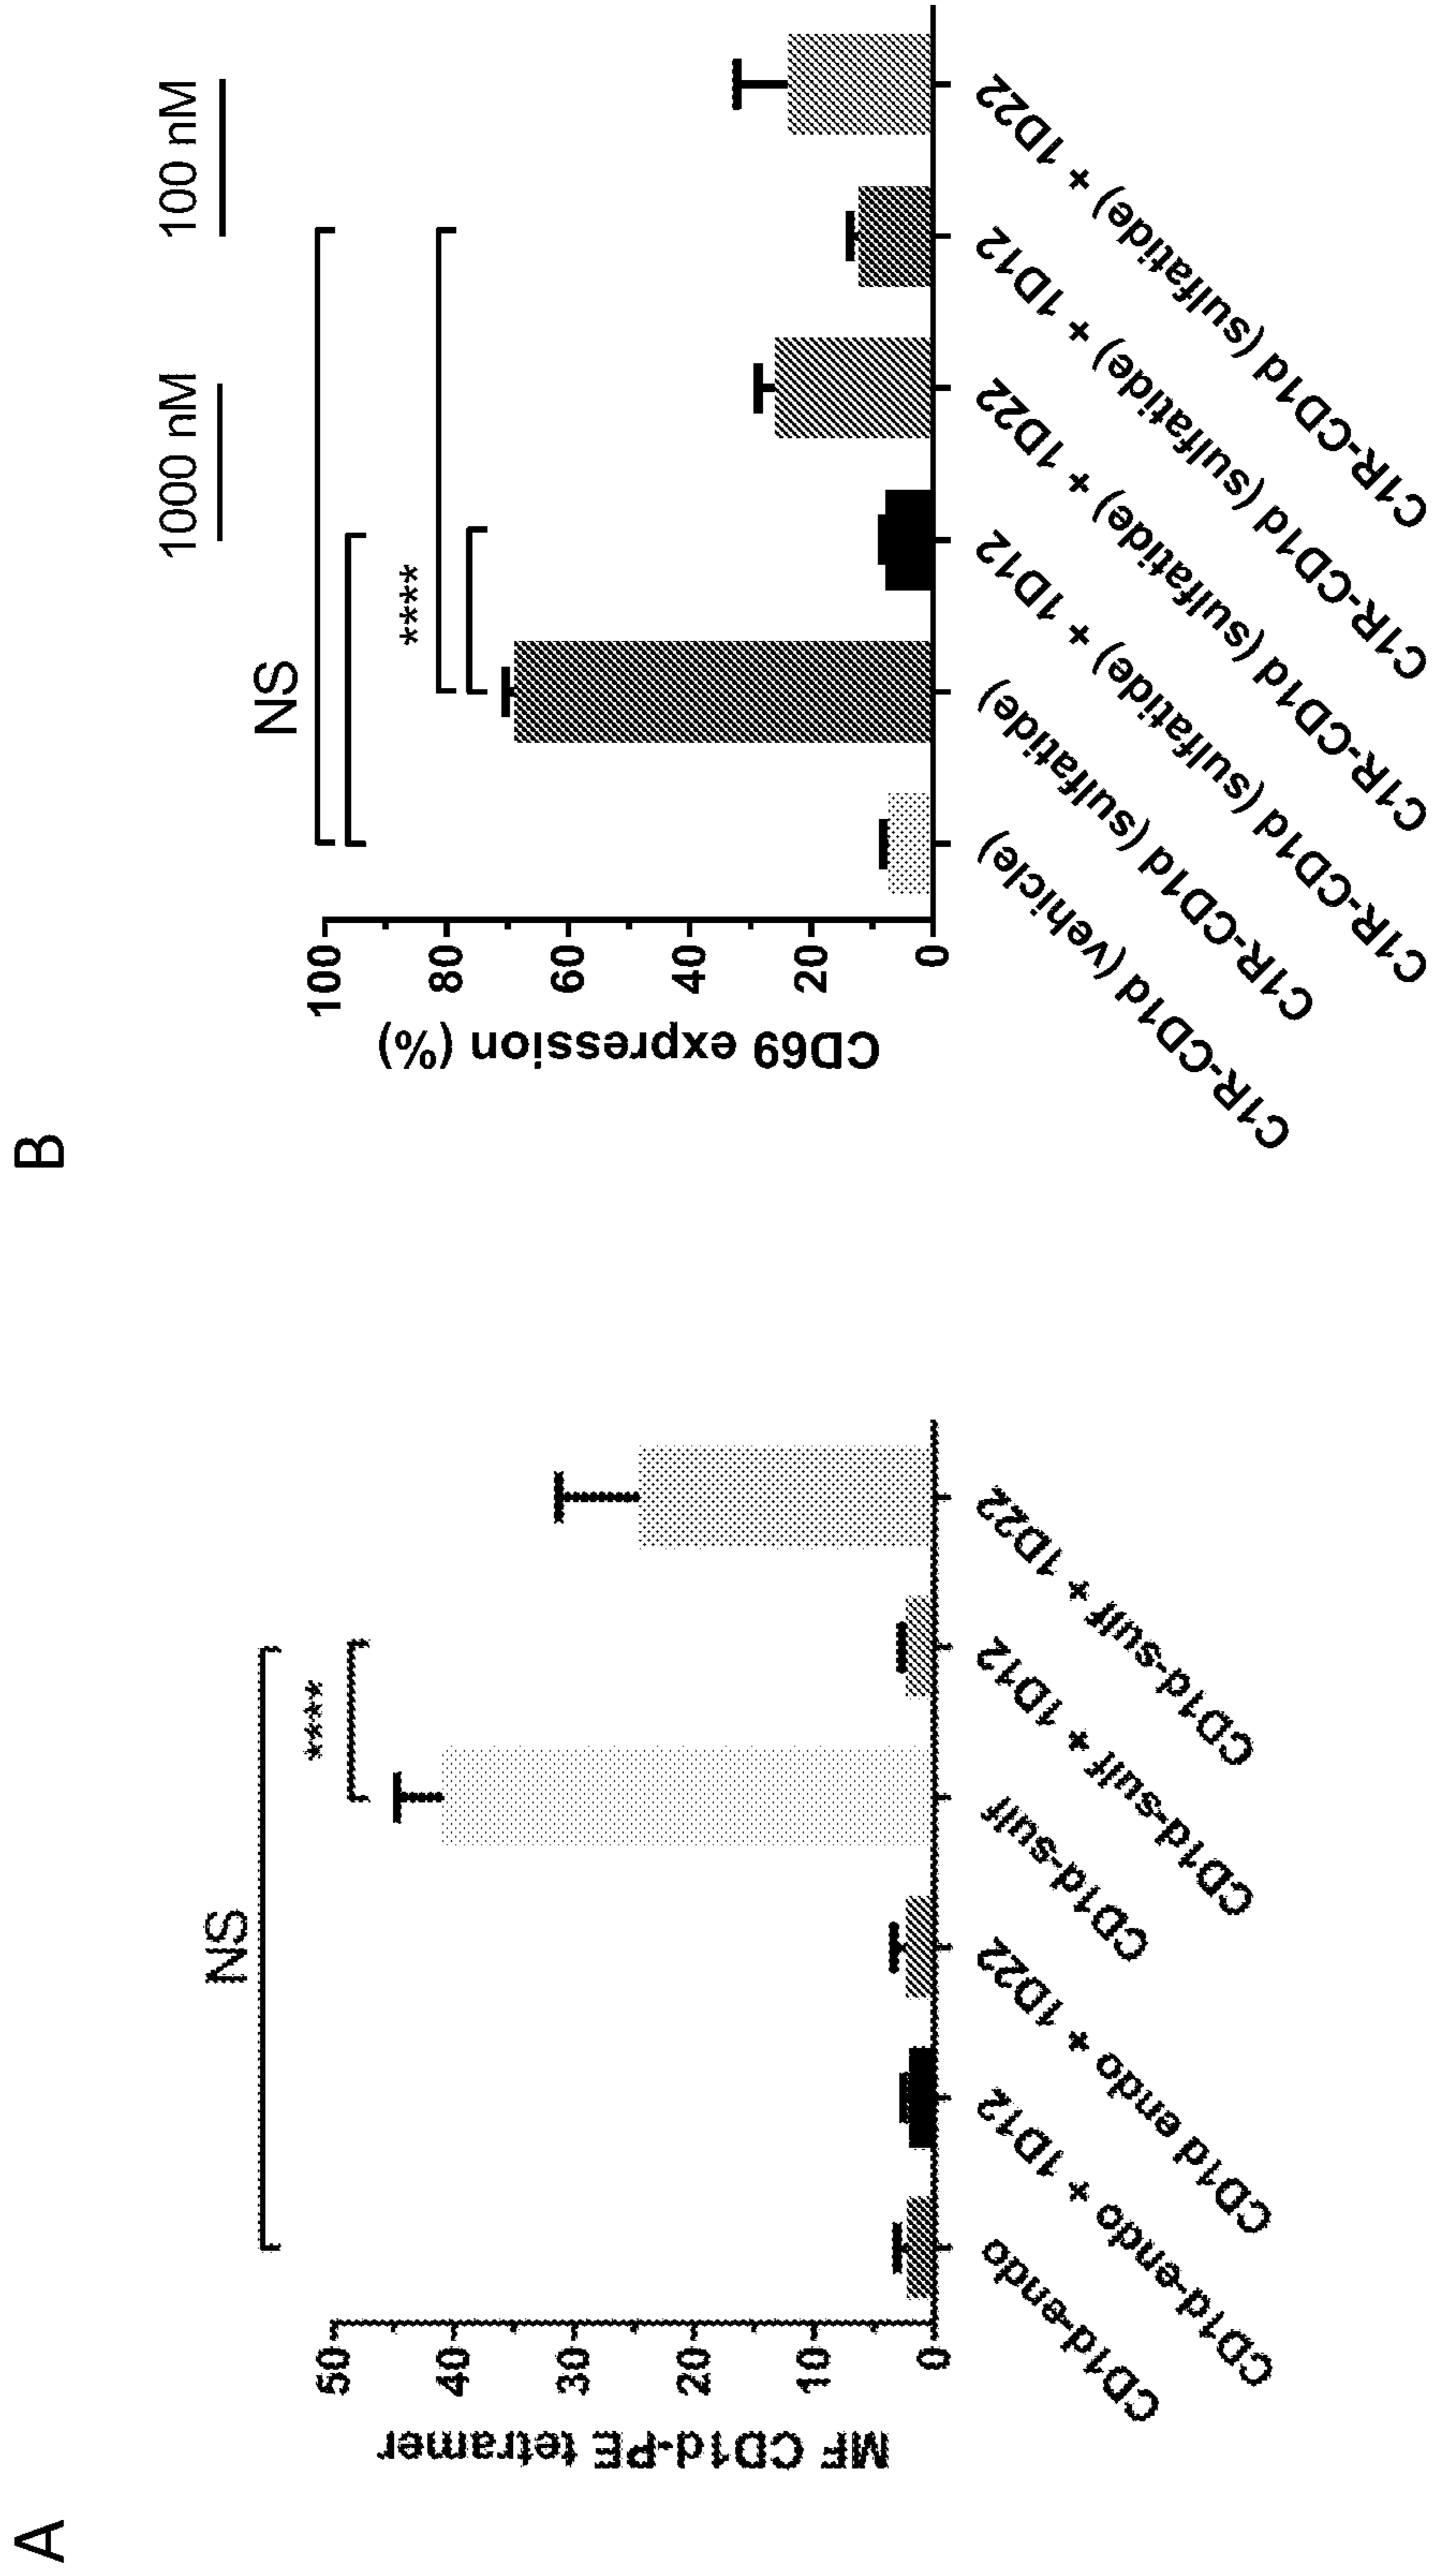 A
NS
****
MF CD1d-PE tetramer
50
40
30
20
10
0
CD1d-endo
CD1d-endo + 1D12
CD1d endo + 1D22
CD1d-sulf
CD1d-sulf + 1D12
CD1d-sulf + 1D22
B
1000 nM
100 nM
NS
****
CD69 expression (%)
100
80
60
40
20
0
C1R-CD1d (vehicle)
C1R-CD1d (sulfatide)
C1R-CD1d (sulfatide) + 1D12
C1R-CD1d (sulfatide) + 1D22
C1R-CD1d (sulfatide) + 1D12
C1R-CD1d (sulfatide) + 1D22